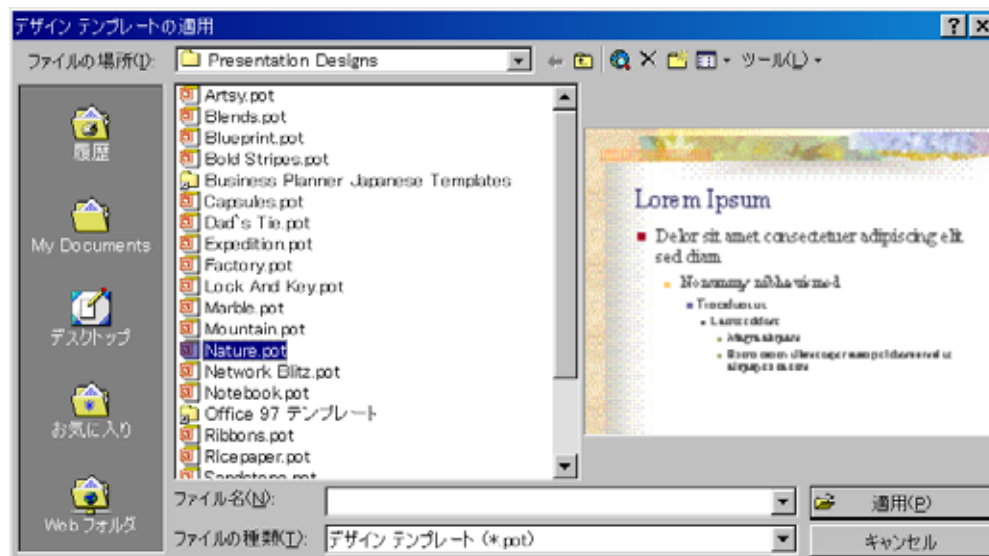 デザイン テンプレートの適用
ファイルの場所(I): Presentation Designs ツール(L)
履歴
My Documents
デスクトップ
お気に入り
Web フォルダ
Artsy.pot
Blends.pot
Blueprint.pot
Bold Stripes.pot
Business Planner Japanese Templates
Capsules.pot
Dad`s Tie.pot
Expedition.pot
Factory.pot
Lock And Key.pot
Marble.pot
Mountain.pot
Nature.pot
Network Blitz.pot
Notebook.pot
Office 97 テンプレート
Ribbons.pot
Ricepaper.pot
Sandstone.pot
Lorem Ipsum
Delor sit amet consectetuer adipiscing elit
sed diam
Nonummy nibh
ファイル名(N):
適用(P)
ファイルの種類(T): デザイン テンプレート (*.pot)
キャンセル